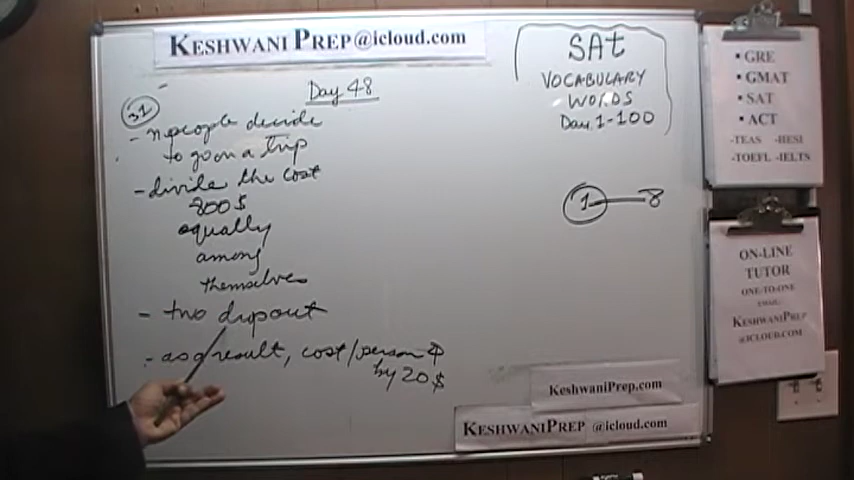 KESHWANI PREP@icloud.com
Day 48
31
- n people decide
to go on a trip
- divide the cost
800$
equally
among
themselves
- two dropout
- as a result, cost/person ↑
by 20 $
SAt
VOCABULARY
WORDS
Day 1-100
1 — 8
• GRE
• GMAT
• SAT
• ACT
-TEAS -HESI
-TOEFL -IELTS
ON-LINE
TUTOR
ONE-TO-ONE
EMAIL:
KESHWANIPREP
@ICLOUD.COM
KESHWANIPREP.com
KESHWANIPREP @icloud.com